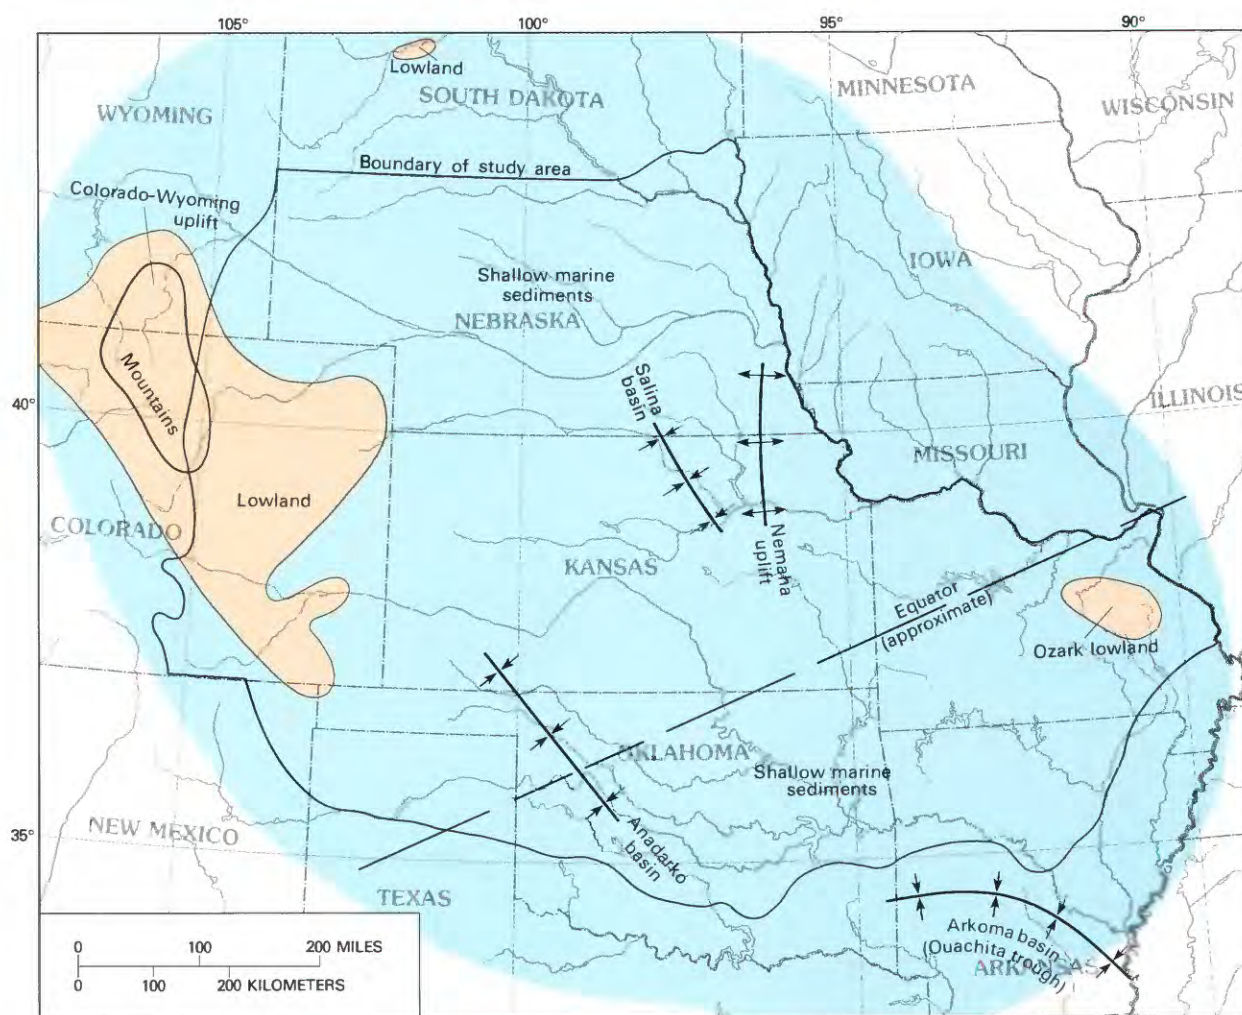 105°
100°
95°
90°
Lowland
SOUTH DAKOTA
MINNESOTA
WISCONSIN
WYOMING
Boundary of study area
Colorado-Wyoming
uplift
IOWA
Shallow marine
sediments
NEBRASKA
Mountains
Salina
basin
ILLINOIS
40°
MISSOURI
Lowland
COLORADO
KANSAS
Nemaha
uplift
Equator
(approximate)
Ozark lowland
OKLAHOMA
Shallow marine
sediments
35°
NEW MEXICO
Anadarko
basin
TEXAS
Arkoma basin
(Ouachita trough)
ARKANSAS
0 100 200 MILES
0 100 200 KILOMETERS